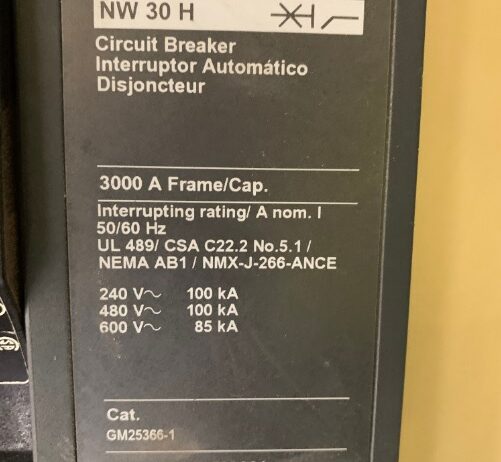 NW 30 H
Circuit Breaker
Interruptor Automático
Disjoncteur
3000 A Frame/Cap.
Interrupting rating/ A nom. I
50/60 Hz
UL 489/ CSA C22.2 No.5.1 /
NEMA AB1 / NMX-J-266-ANCE
240 V~ 100 kA
480 V~ 100 kA
600 V~ 85 kA
Cat.
GM25366-1